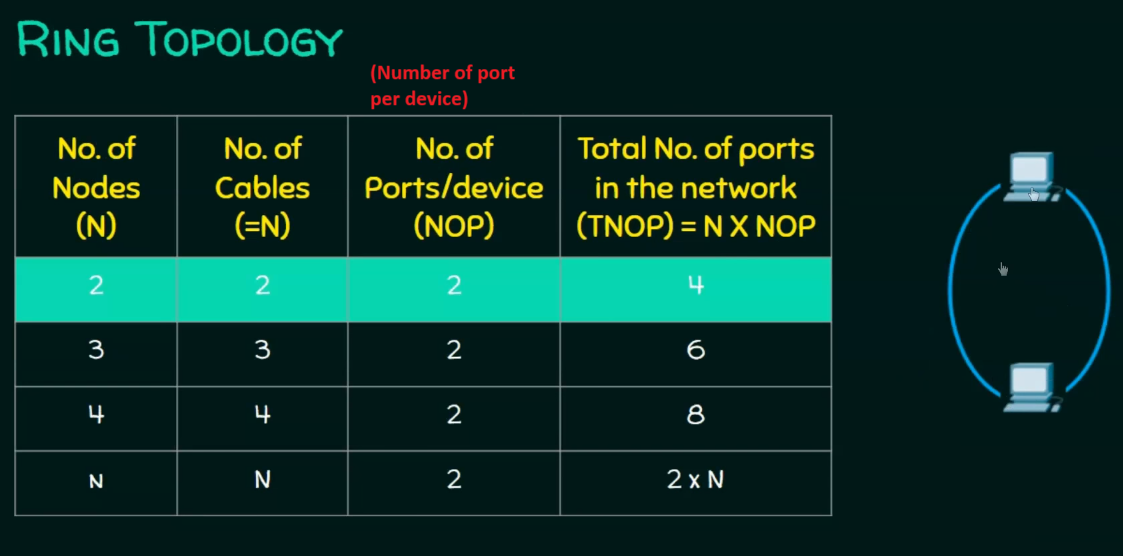 RING TOPOLOGY
(Number of port
per device)
No. of Nodes (N) No. of Cables (=N) No. of Ports/device (NOP) Total No. of ports in the network (TNOP) = N X NOP
2 2 2 4
3 3 2 6
4 4 2 8
N N 2 2 x N